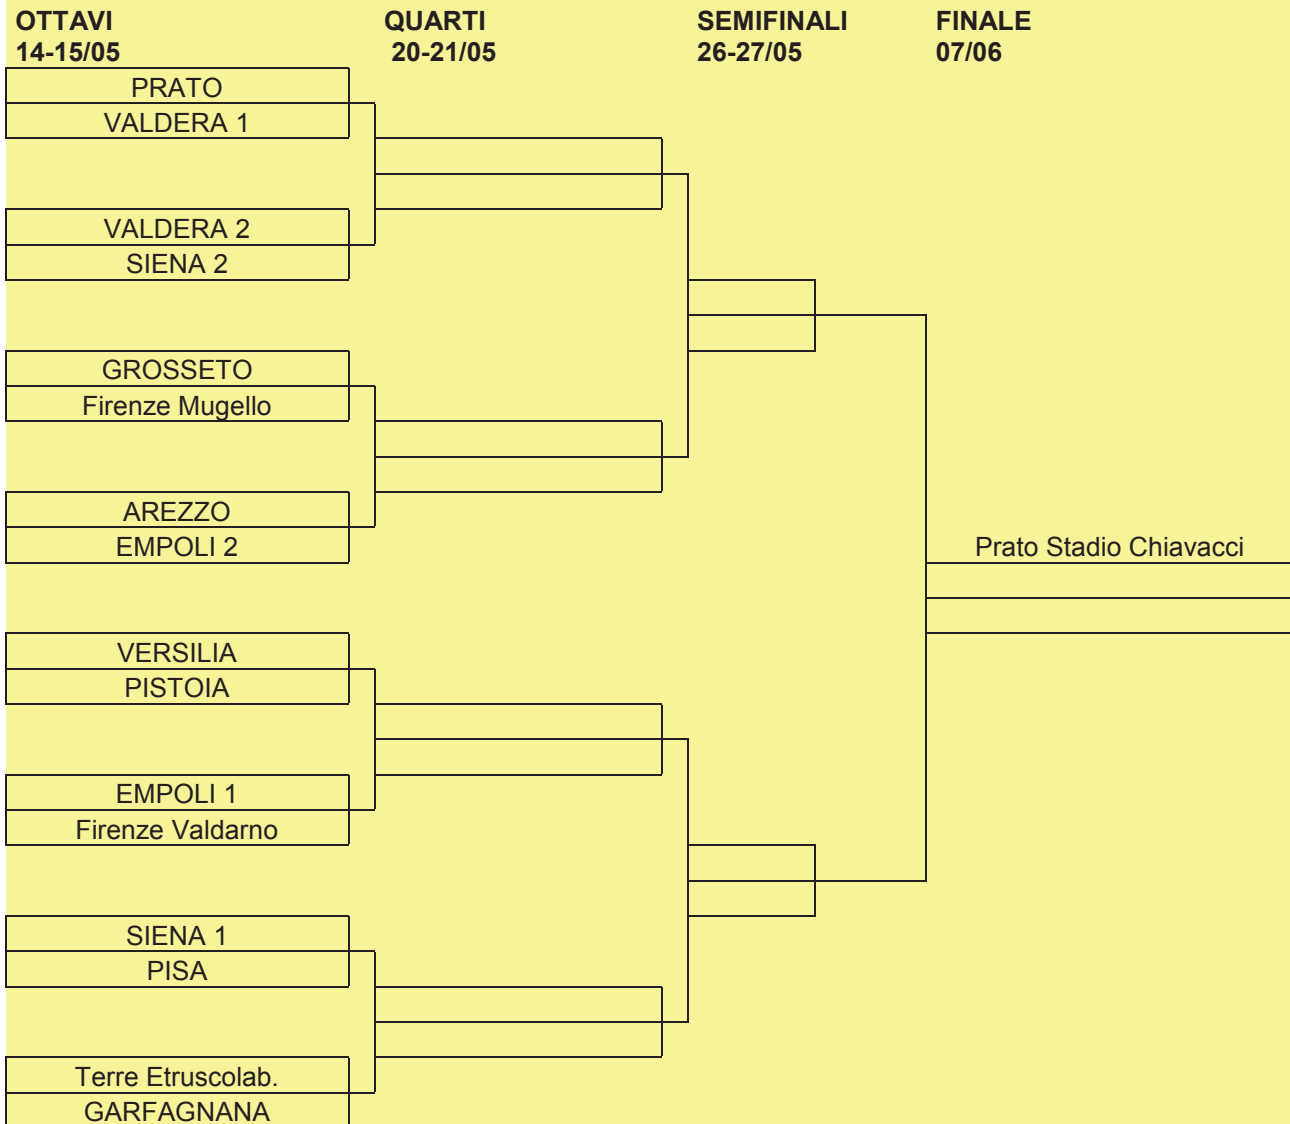 OTTAVI
14-15/05
QUARTI
20-21/05
SEMIFINALI
26-27/05
FINALE
07/06
PRATO
VALDERA 1
VALDERA 2
SIENA 2
GROSSETO
Firenze Mugello
AREZZO
EMPOLI 2
Prato Stadio Chiavacci
VERSILIA
PISTOIA
EMPOLI 1
Firenze Valdarno
SIENA 1
PISA
Terre Etruscolab.
GARFAGNANA